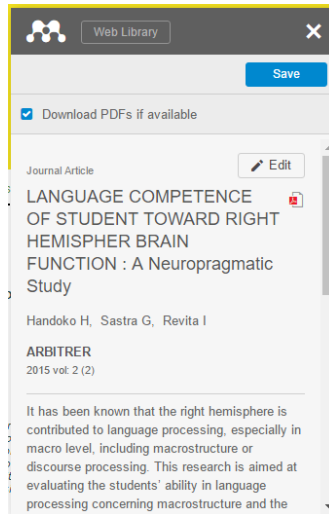 Web Library
Save
Download PDFs if available
Journal Article
Edit
LANGUAGE COMPETENCE
OF STUDENT TOWARD RIGHT
HEMISPHER BRAIN
FUNCTION : A Neuropragmatic
Study
Handoko H, Sastra G, Revita I
ARBITRER
2015 vol: 2 (2)
It has been known that the right hemisphere is
contributed to language processing, especially in
macro level, including macrostructure or
discourse processing. This research is aimed at
evaluating the students' ability in language
processing concerning macrostructure and the